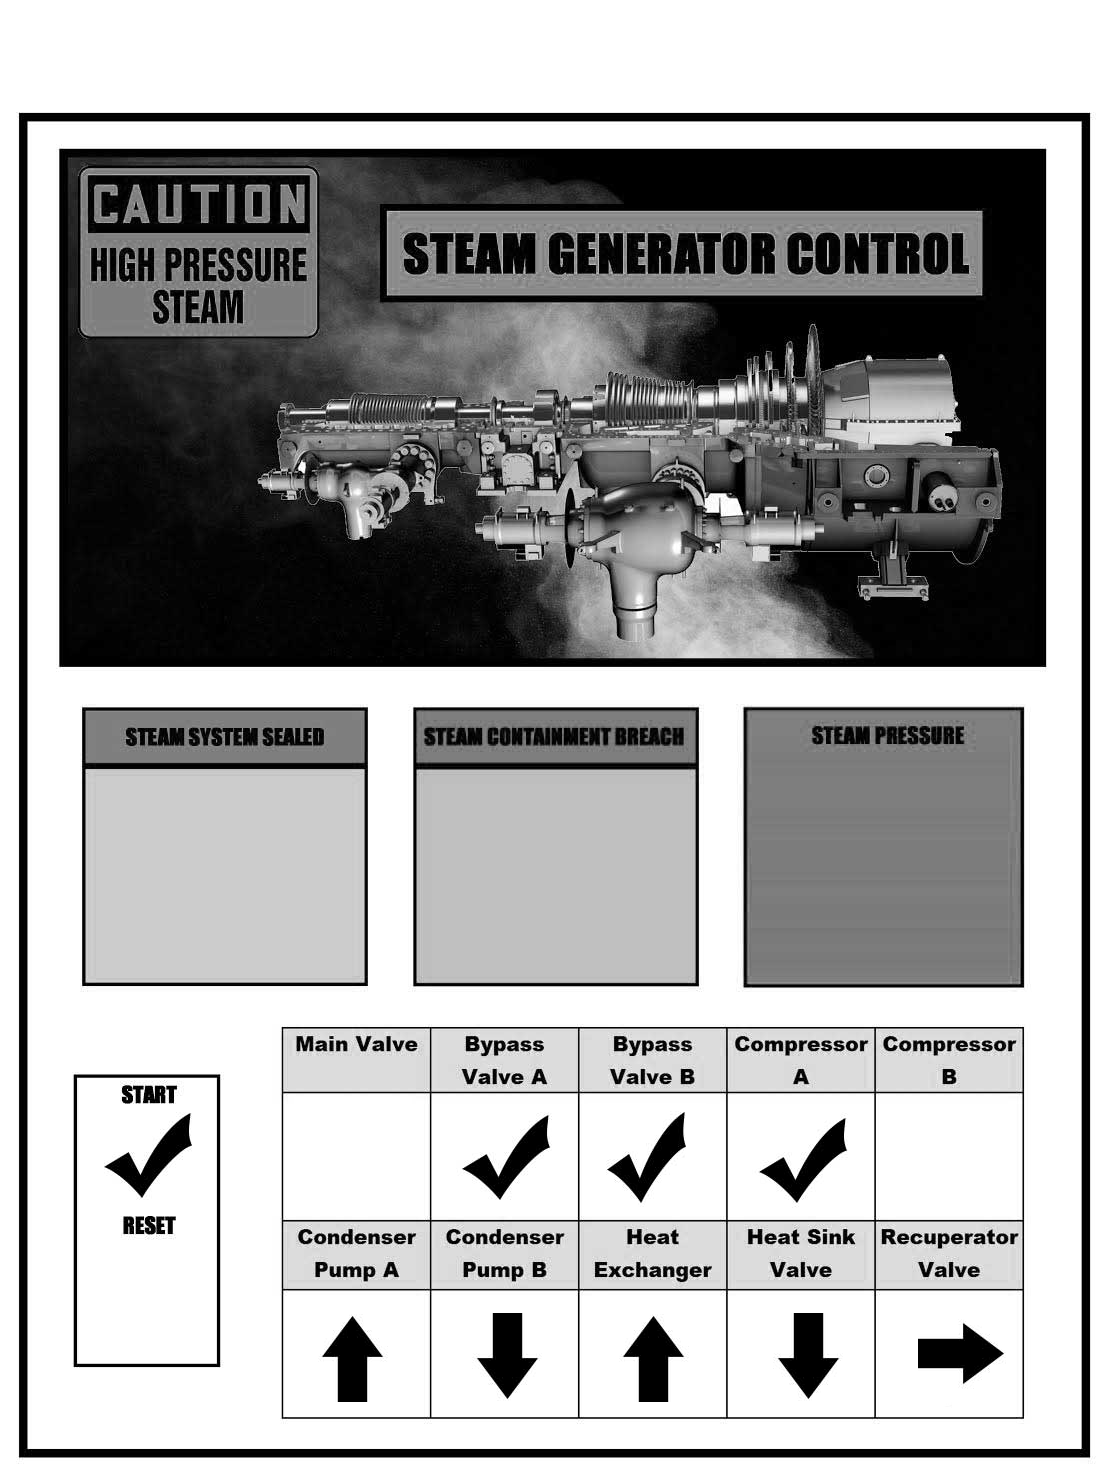 CAUTION
HIGH PRESSURE
STEAM
STEAM GENERATOR CONTROL
STEAM SYSTEM SEALED
STEAM CONTAINMENT BREACH
STEAM PRESSURE
START
RESET
Main Valve
Bypass
Valve A
Bypass
Valve B
Compressor
A
Compressor
B
Condenser
Pump A
Condenser
Pump B
Heat
Exchanger
Heat Sink
Valve
Recuperator
Valve